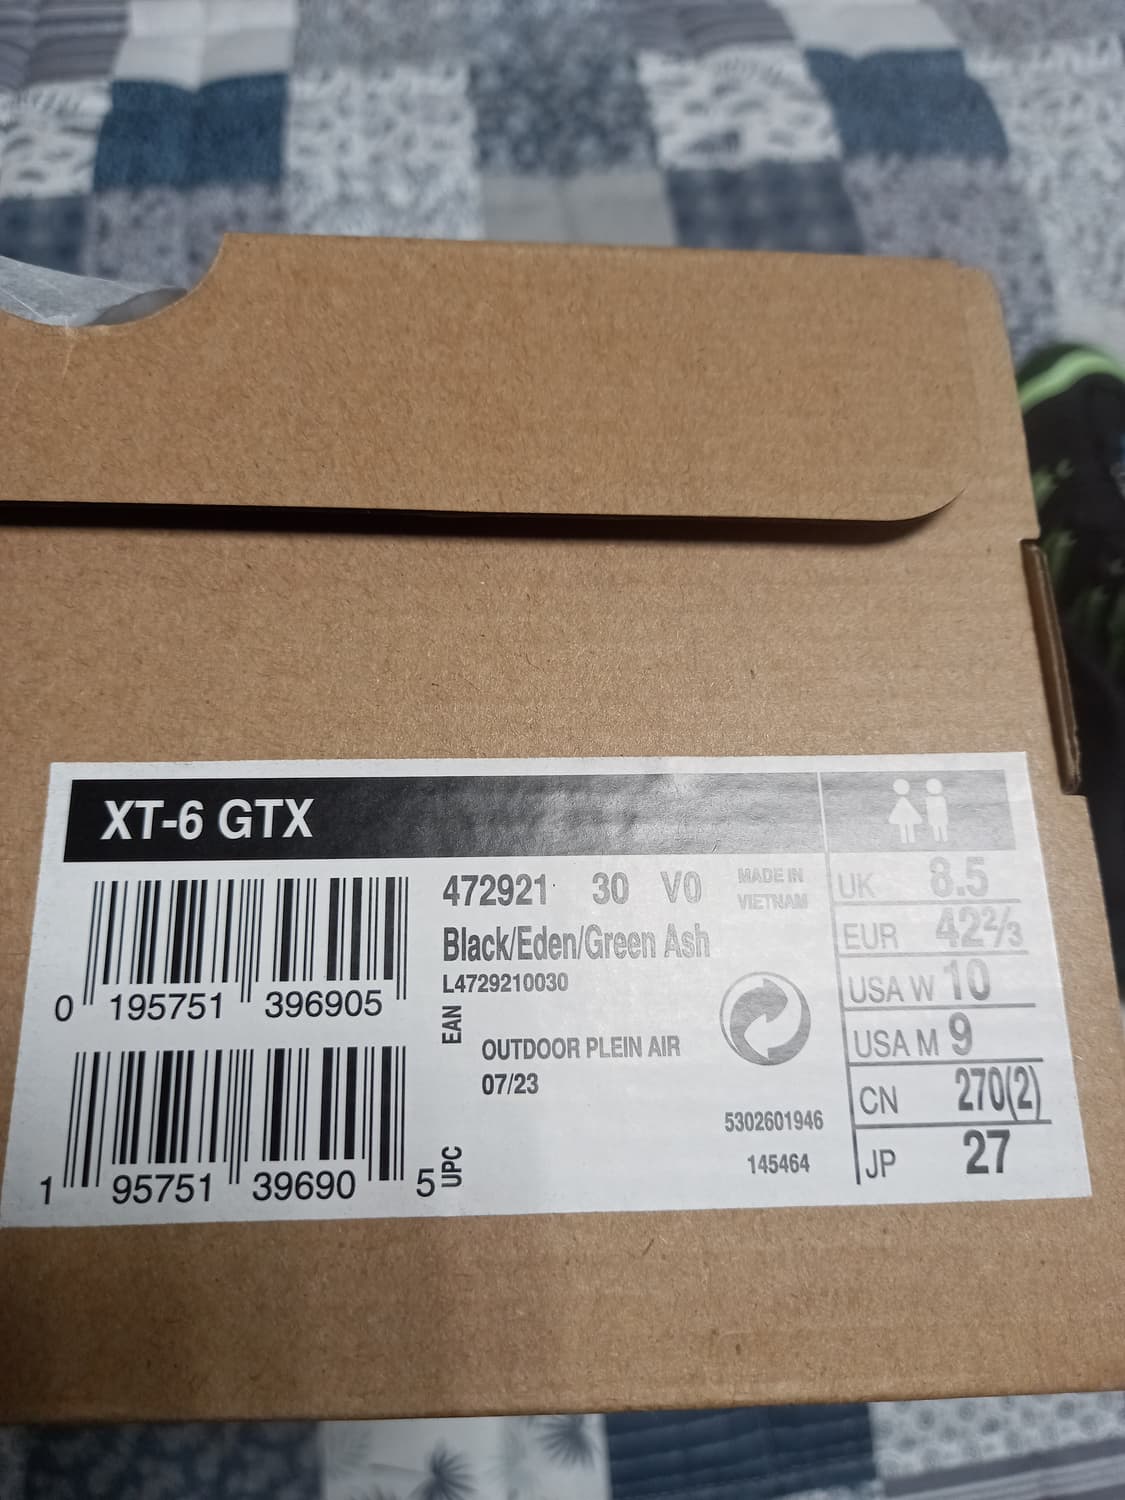 XT-6 GTX
472921 30 V0
MADE IN
VIETNAM
Black/Eden/Green Ash
L4729210030
0 195751 396905
EAN
OUTDOOR PLEIN AIR
07/23
5302601946
145464
1 95751 39690 5
UPC
UK 8.5
EUR 42⅔
USA W 10
USA M 9
CN 270(2)
JP 27